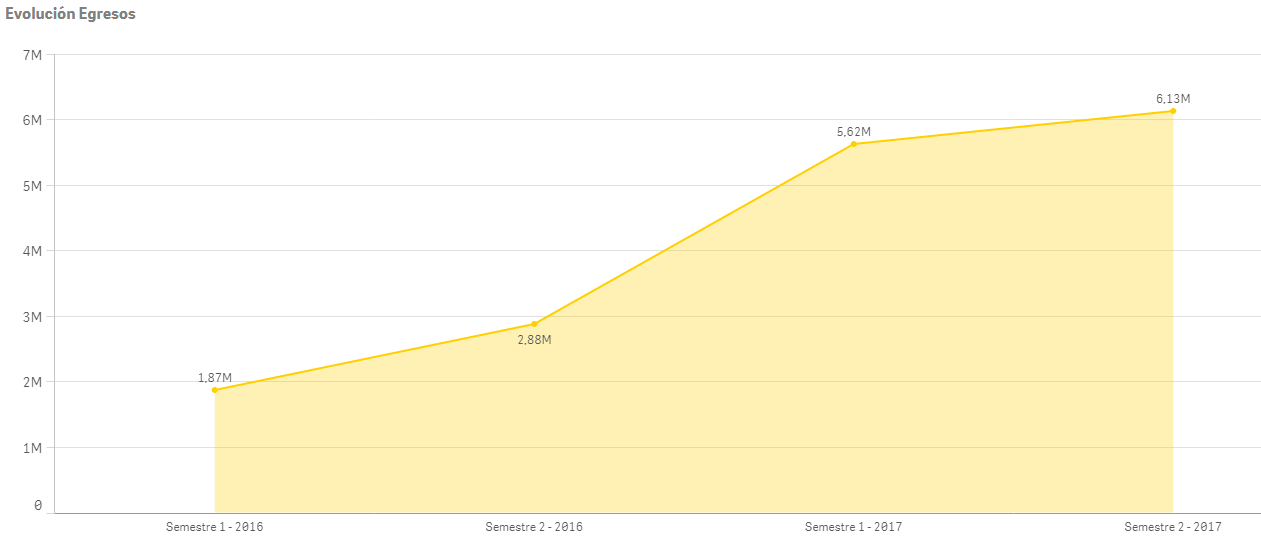 Evolución Egresos
7M
6M
5M
4M
3M
2M
1M
0
1,87M
2,88M
5,62M
6,13M
Semestre 1 - 2016
Semestre 2 - 2016
Semestre 1 - 2017
Semestre 2 - 2017